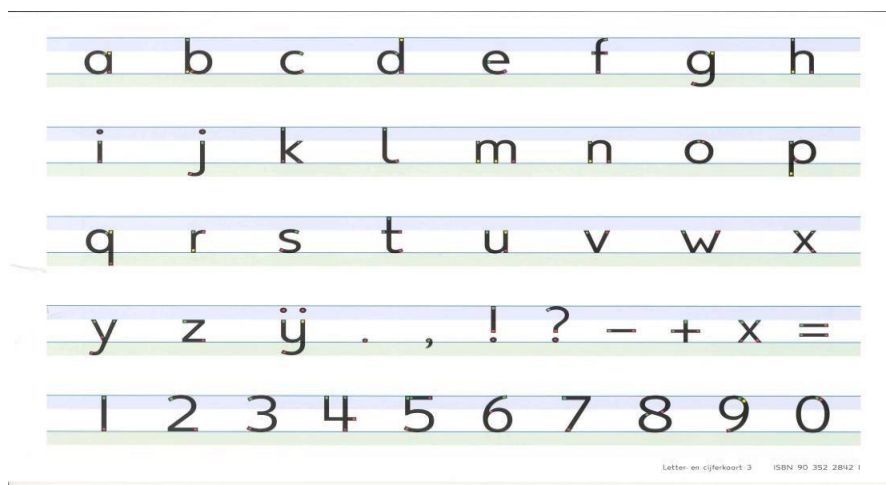 a b c d e f g h
i j k l m n o p
q r s t u v w x
y z ÿ . , ! ? − + x =
1 2 3 4 5 6 7 8 9 0
Letter- en cijferkaart 3 ISBN 90 352 2842 1